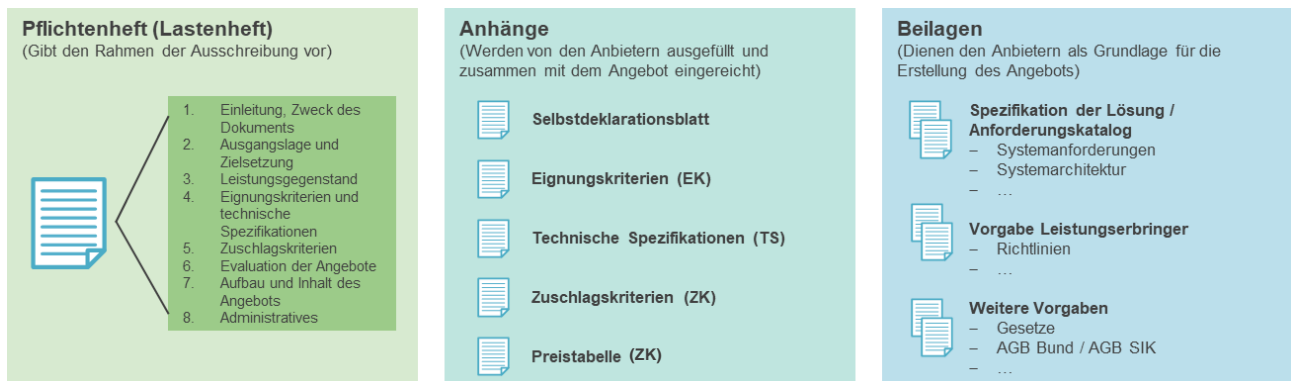 Pflichtenheft (Lastenheft)
(Gibt den Rahmen der Ausschreibung vor)
1. Einleitung, Zweck des
Dokuments
2. Ausgangslage und
Zielsetzung
3. Leistungsgegenstand
4. Eignungskriterien und
technische
Spezifikationen
5. Zuschlagskriterien
6. Evaluation der Angebote
7. Aufbau und Inhalt des
Angebots
8. Administratives
Anhänge
(Werden von den Anbietern ausgefüllt und
zusammen mit dem Angebot eingereicht)
Selbstdeklarationsblatt
Eignungskriterien (EK)
Technische Spezifikationen (TS)
Zuschlagskriterien (ZK)
Preistabelle (ZK)
Beilagen
(Dienen den Anbietern als Grundlage für die
Erstellung des Angebots)
Spezifikation der Lösung /
Anforderungskatalog
– Systemanforderungen
– Systemarchitektur
– …
Vorgabe Leistungserbringer
– Richtlinien
– …
Weitere Vorgaben
– Gesetze
– AGB Bund / AGB SIK
– …